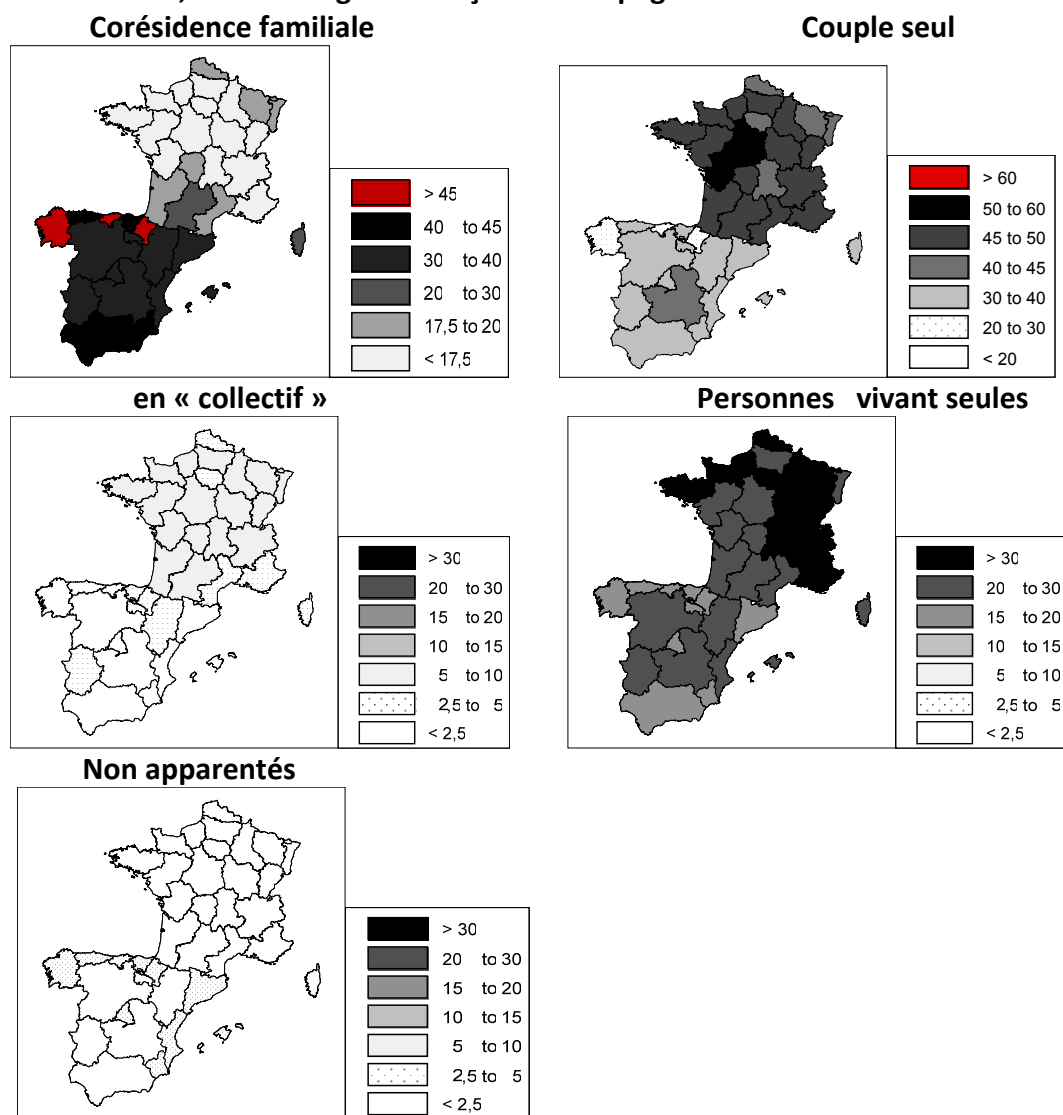 Corésidence familiale
Couple seul
> 45
40 to 45
30 to 40
20 to 30
17,5 to 20
< 17,5
> 60
50 to 60
45 to 50
40 to 45
30 to 40
20 to 30
< 20
en « collectif »
Personnes vivant seules
> 30
20 to 30
15 to 20
10 to 15
5 to 10
2,5 to 5
< 2,5
> 30
20 to 30
15 to 20
10 to 15
5 to 10
2,5 to 5
< 2,5
Non apparentés
> 30
20 to 30
15 to 20
10 to 15
5 to 10
2,5 to 5
< 2,5